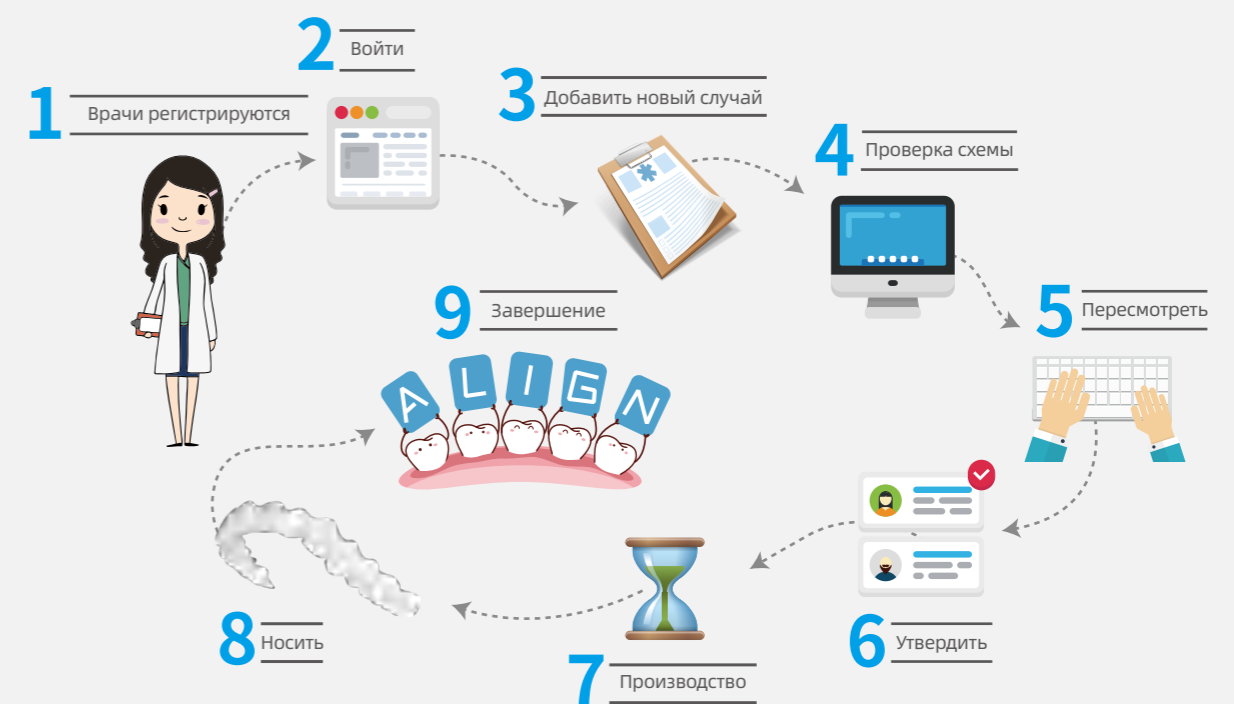 1
Врачи регистрируются
2
Войти
3
Добавить новый случай
4
Проверка схемы
5
Пересмотреть
6
Утвердить
7
Производство
8
Носить
9
Завершение
ALIGN